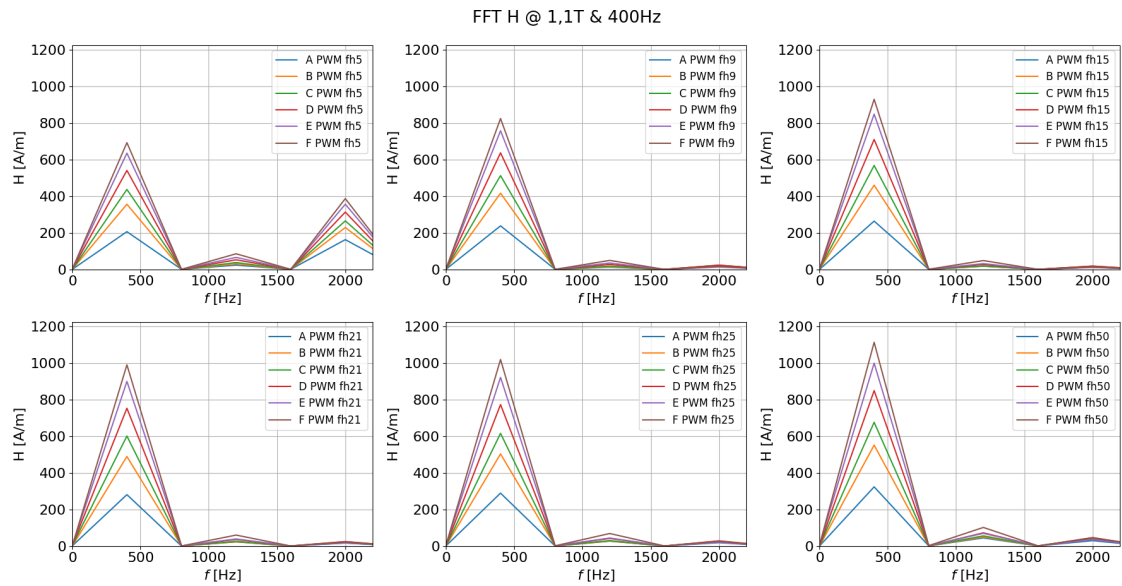 FFT H @ 1,1T & 400Hz
1200
1000
800
600
400
200
0
H [A/m]
0 500 1000 1500 2000
f [Hz]
A PWM fh5
B PWM fh5
C PWM fh5
D PWM fh5
E PWM fh5
F PWM fh5
1200
1000
800
600
400
200
0
H [A/m]
0 500 1000 1500 2000
f [Hz]
A PWM fh9
B PWM fh9
C PWM fh9
D PWM fh9
E PWM fh9
F PWM fh9
1200
1000
800
600
400
200
0
H [A/m]
0 500 1000 1500 2000
f [Hz]
A PWM fh15
B PWM fh15
C PWM fh15
D PWM fh15
E PWM fh15
F PWM fh15
1200
1000
800
600
400
200
0
H [A/m]
0 500 1000 1500 2000
f [Hz]
A PWM fh21
B PWM fh21
C PWM fh21
D PWM fh21
E PWM fh21
F PWM fh21
1200
1000
800
600
400
200
0
H [A/m]
0 500 1000 1500 2000
f [Hz]
A PWM fh25
B PWM fh25
C PWM fh25
D PWM fh25
E PWM fh25
F PWM fh25
1200
1000
800
600
400
200
0
H [A/m]
0 500 1000 1500 2000
f [Hz]
A PWM fh50
B PWM fh50
C PWM fh50
D PWM fh50
E PWM fh50
F PWM fh50